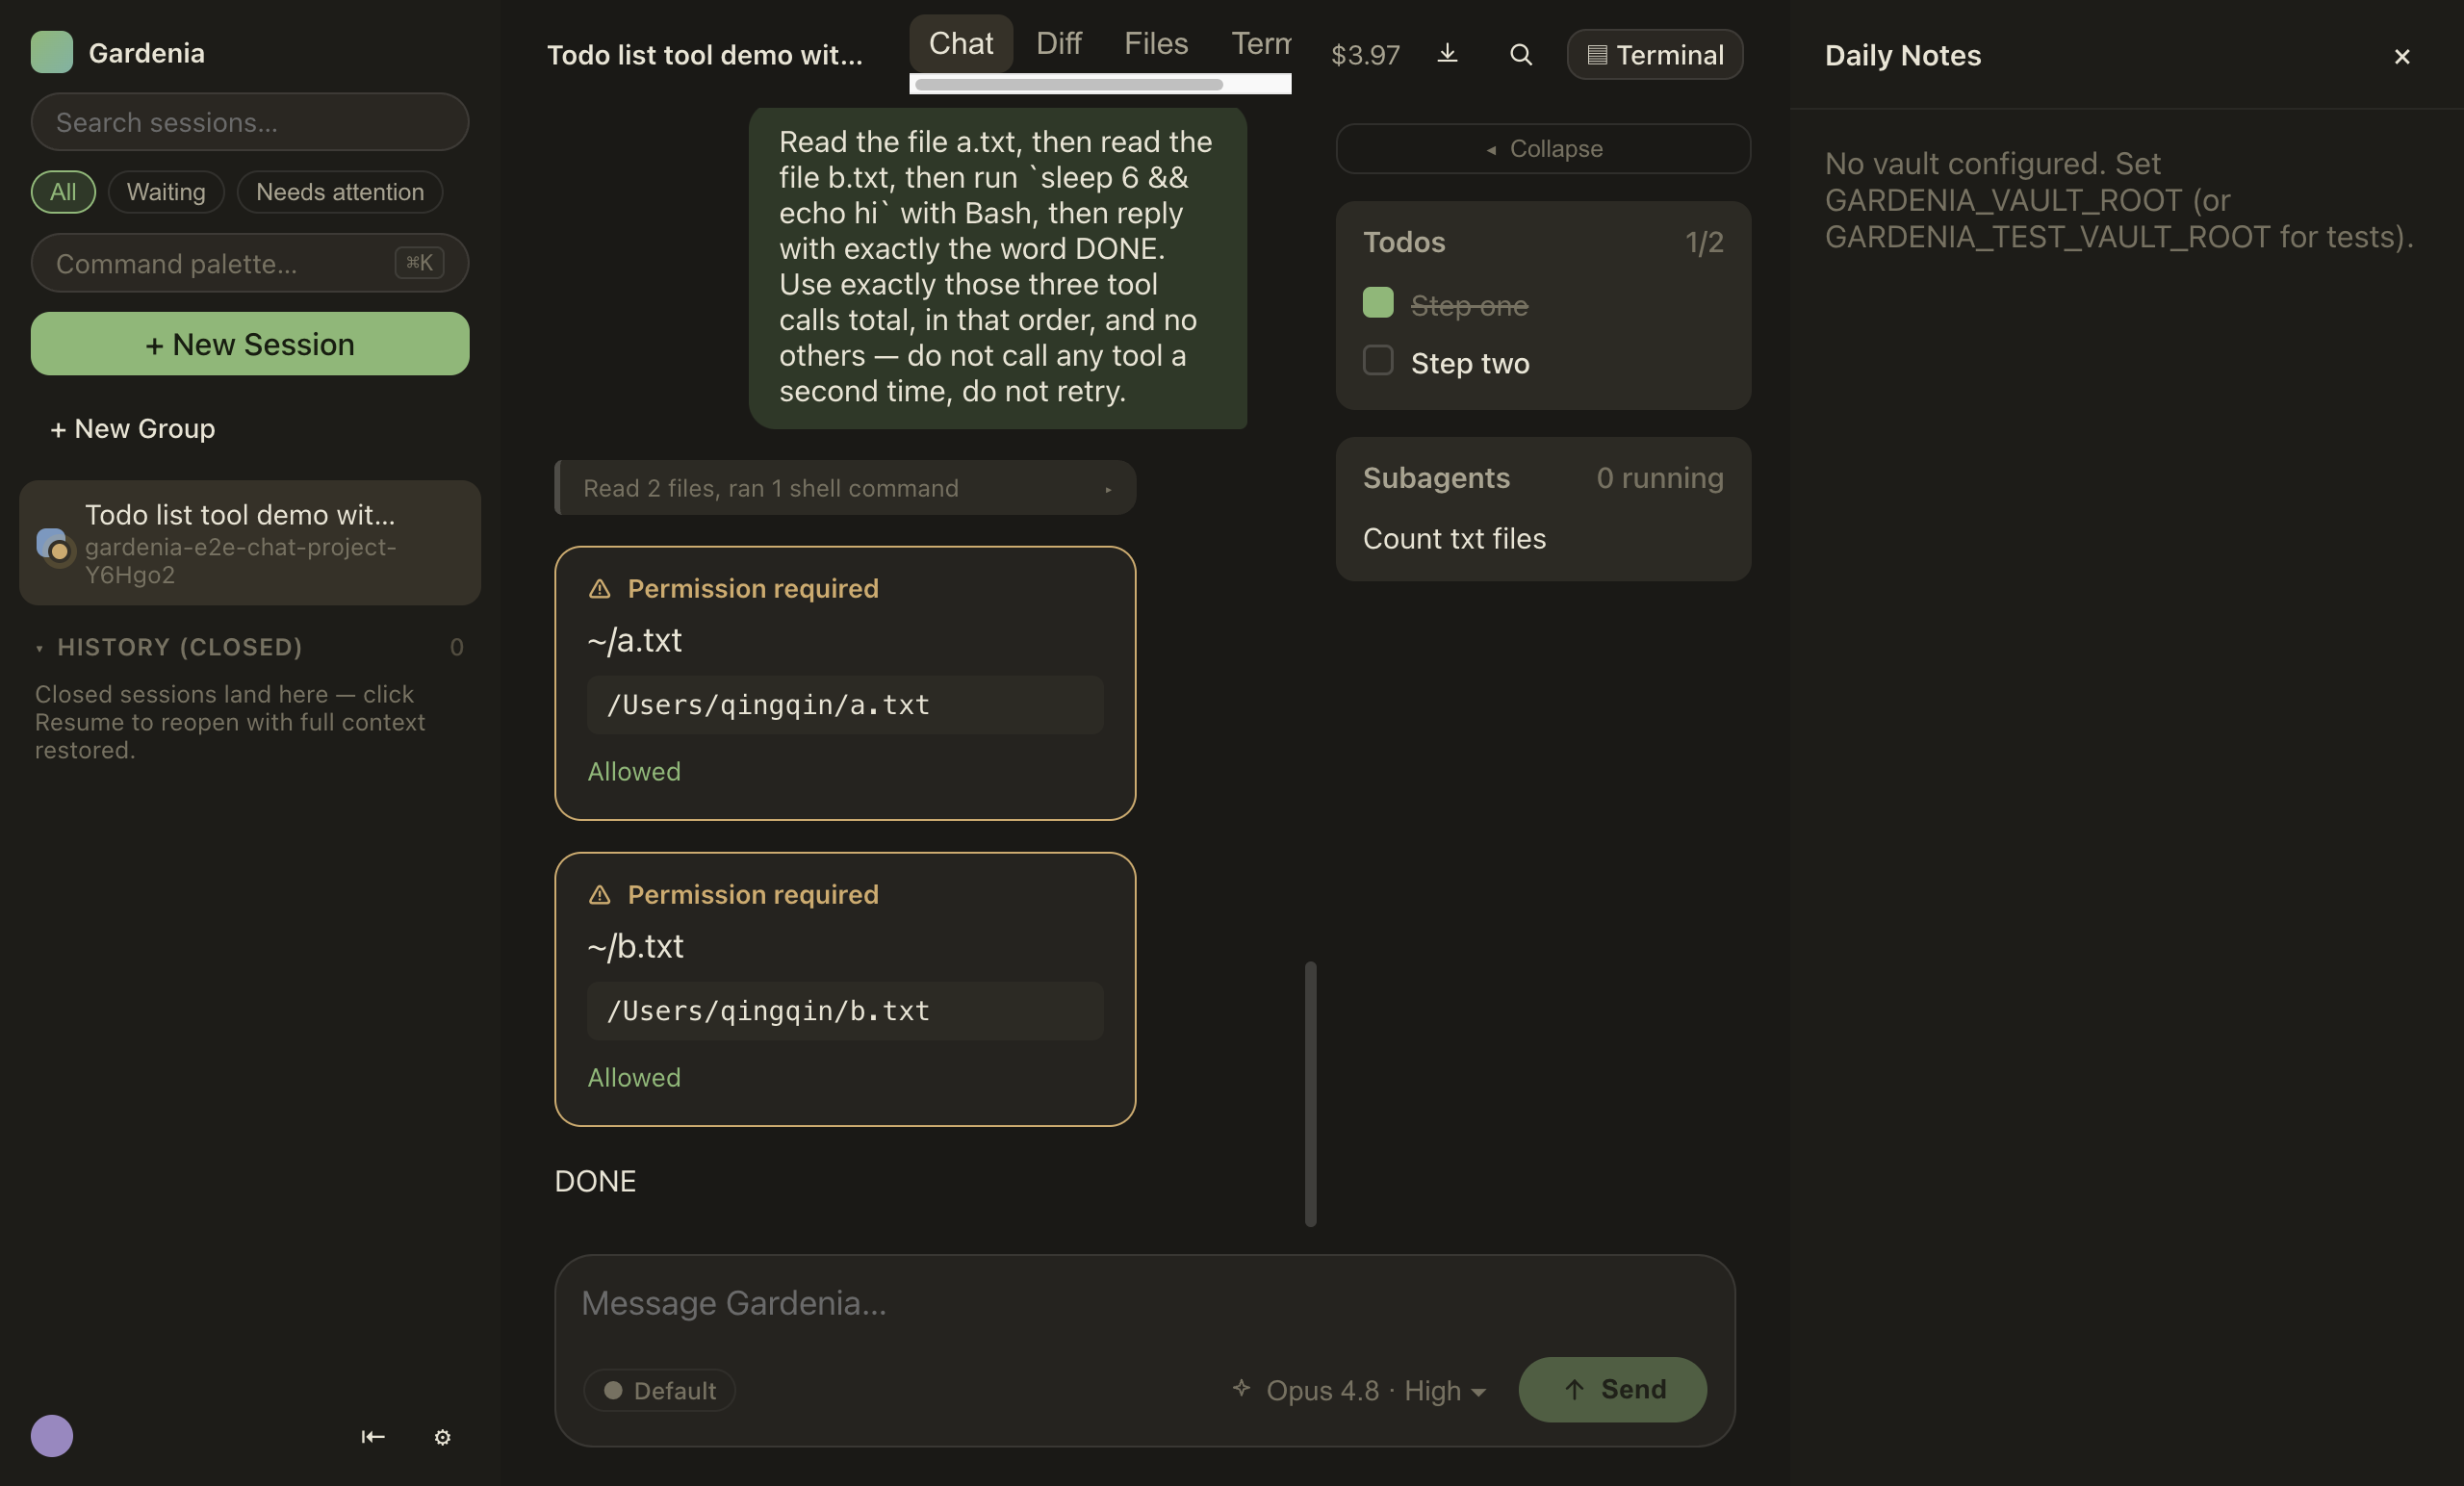 Gardenia
Search sessions...
All
Waiting
Needs attention
Command palette...
⌘K
+ New Session
+ New Group
Todo list tool demo wit...
gardenia-e2e-chat-project-
Y6Hgo2
HISTORY (CLOSED)
0
Closed sessions land here — click
Resume to reopen with full context
restored.
Todo list tool demo wit...
Chat
Diff
Files
Term
$3.97
Terminal
Read the file a.txt, then read the
file b.txt, then run `sleep 6 &&
echo hi` with Bash, then reply
with exactly the word DONE.
Use exactly those three tool
calls total, in that order, and no
others — do not call any tool a
second time, do not retry.
Read 2 files, ran 1 shell command
Permission required
~/a.txt
/Users/qingqin/a.txt
Allowed
Permission required
~/b.txt
/Users/qingqin/b.txt
Allowed
DONE
Message Gardenia...
Default
Opus 4.8 · High
Send
Collapse
Todos
1/2
Step one
Step two
Subagents
0 running
Count txt files
Daily Notes
No vault configured. Set
GARDENIA_VAULT_ROOT (or
GARDENIA_TEST_VAULT_ROOT for tests).